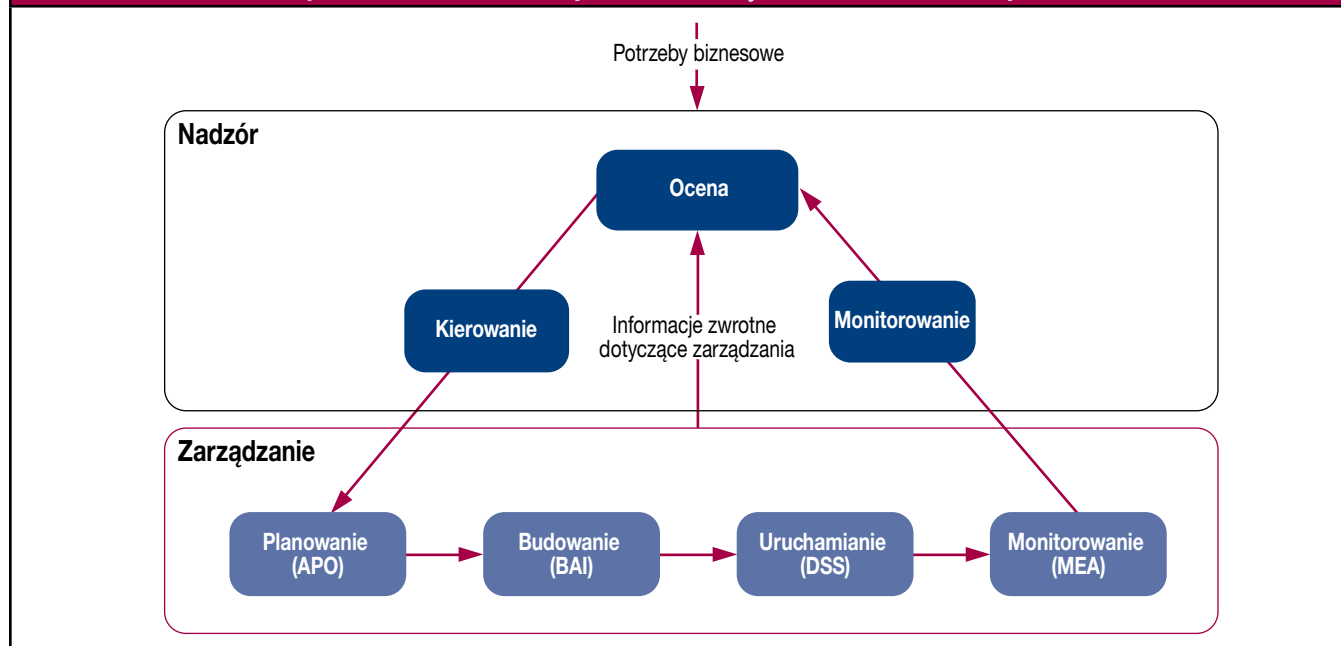 Potrzeby biznesowe
Nadzór
Ocena
Kierowanie
Informacje zwrotne
dotyczące zarządzania
Monitorowanie
Zarządzanie
Planowanie
(APO)
Budowanie
(BAI)
Uruchamianie
(DSS)
Monitorowanie
(MEA)